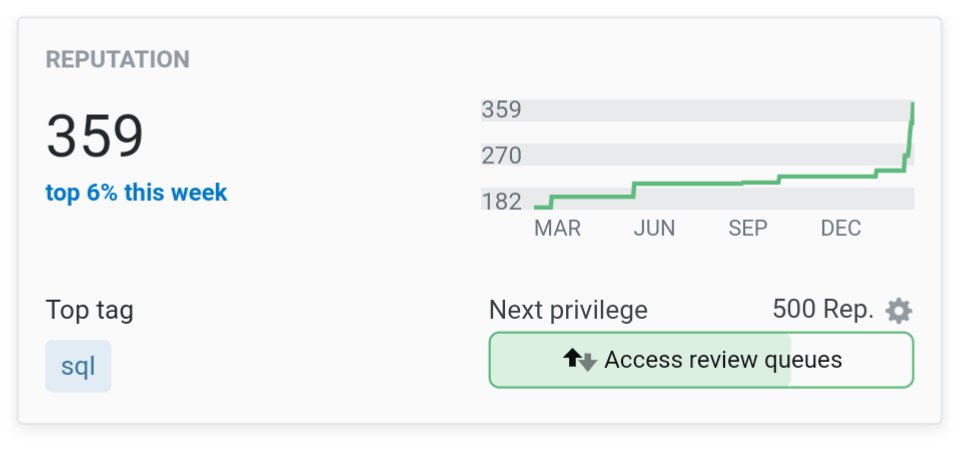 REPUTATION
359
top 6% this week
359
270
182
MAR JUN SEP DEC
Top tag
sql
Next privilege 500 Rep.
Access review queues